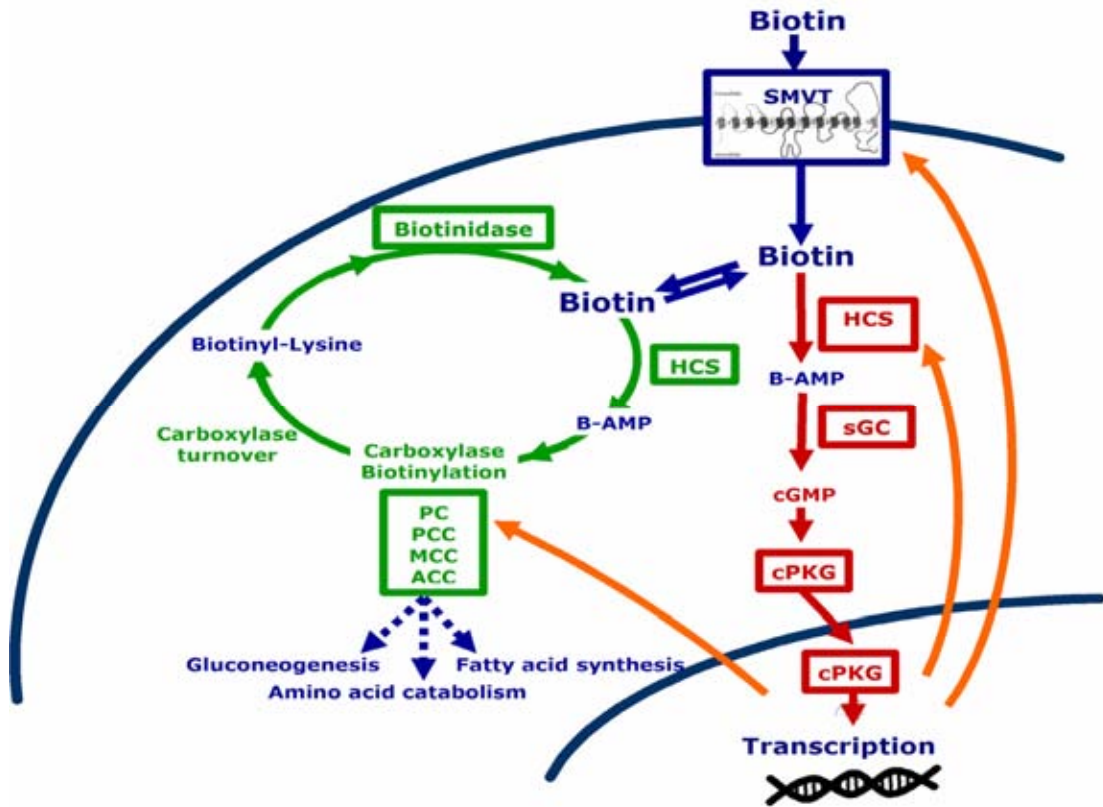 Biotin
SMVT
Biotinidase
Biotin
Biotin
HCS
Biotinyl-Lysine
HCS
B-AMP
B-AMP
sGC
Carboxylase
turnover
Carboxylase
Biotinylation
cGMP
PC
PCC
MCC
ACC
cPKG
Gluconeogenesis
Fatty acid synthesis
Amino acid catabolism
cPKG
Transcription